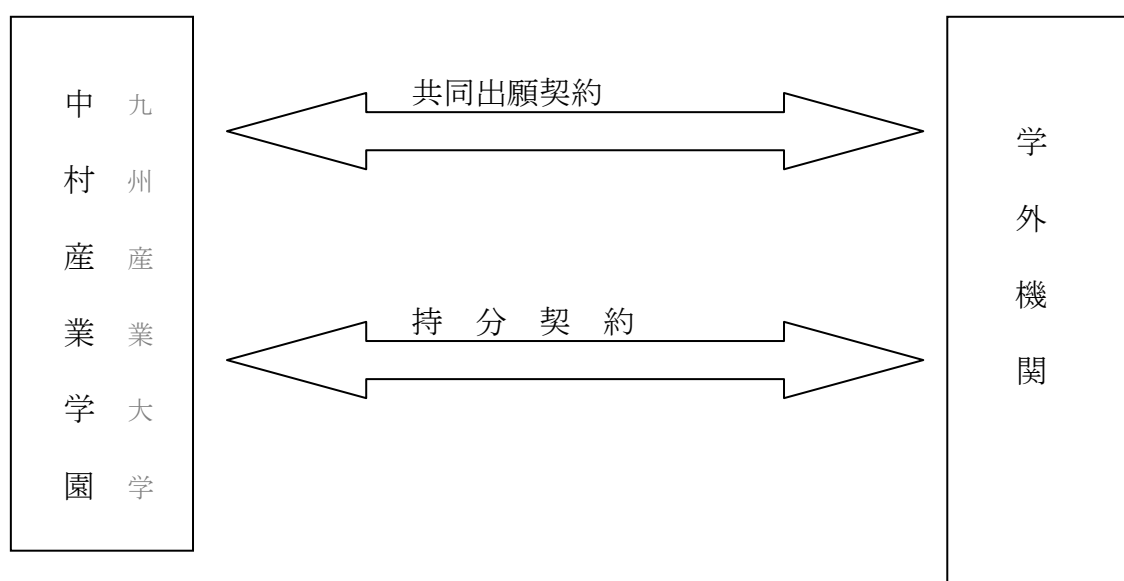 九州産業大学
中村産業学園
共同出願契約
持分契約
学外機関